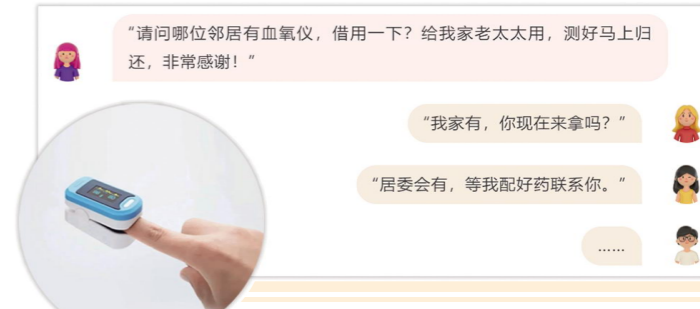 “请问哪位邻居有血氧仪，借用一下？给我家老太太用，测好马上归
还，非常感谢！”
“我家有，你现在来拿吗？”
“居委会有，等我配好药联系你。”
……